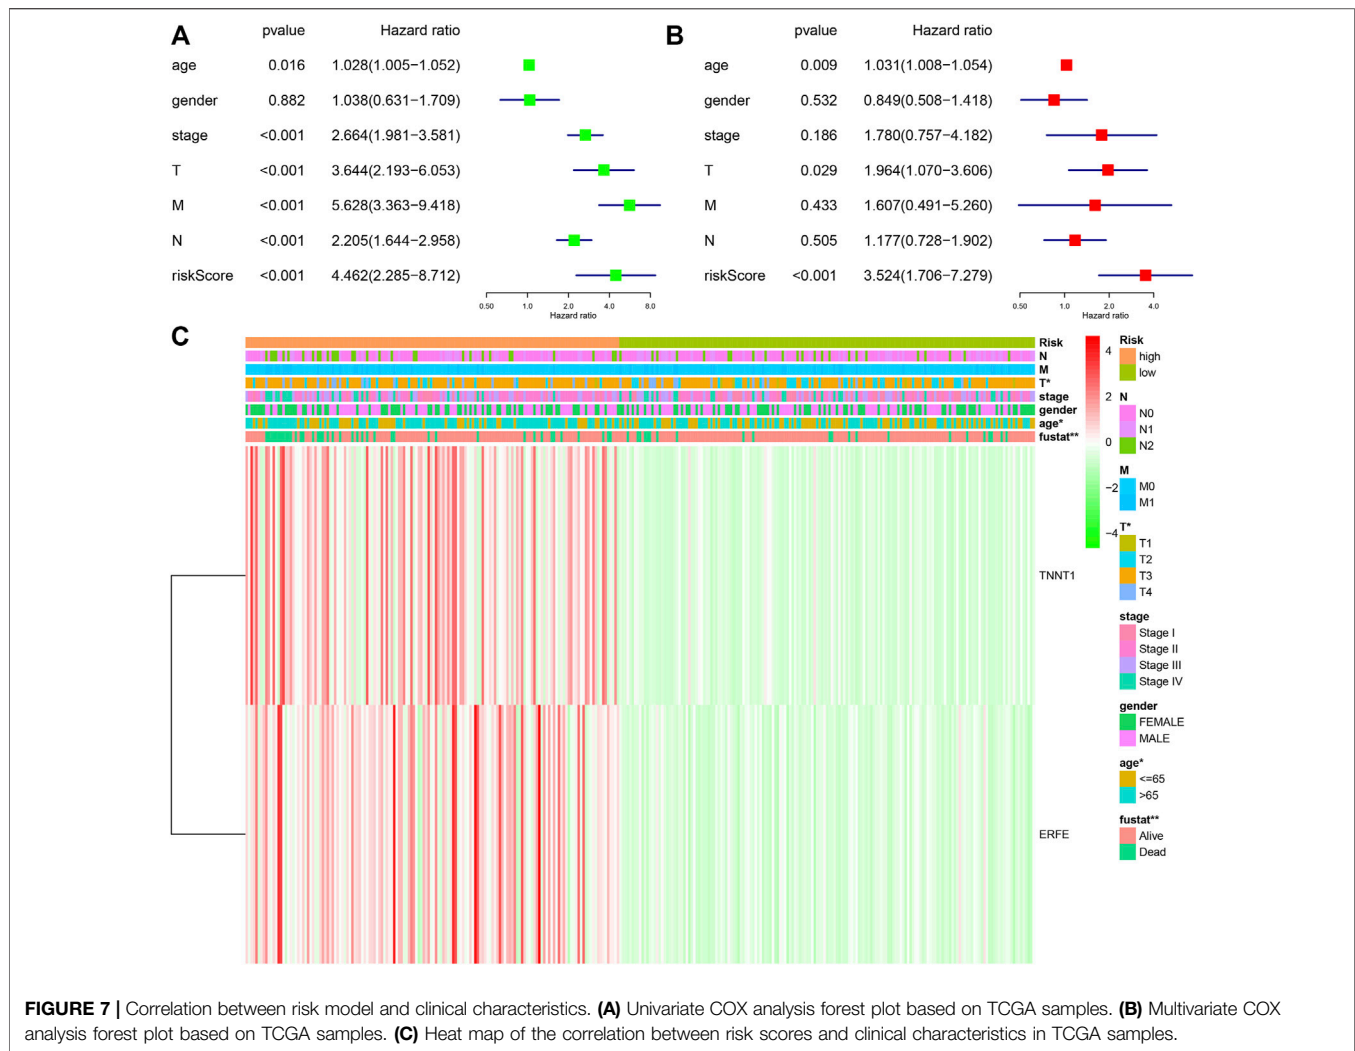 A pvalue Hazard ratio
age 0.016 1.028(1.005−1.052)
gender 0.882 1.038(0.631−1.709)
stage <0.001 2.664(1.981−3.581)
T <0.001 3.644(2.193−6.053)
M <0.001 5.628(3.363−9.418)
N <0.001 2.205(1.644−2.958)
riskScore <0.001 4.462(2.285−8.712)
0.50 1.0 2.0 4.0 8.0
Hazard ratio
B pvalue Hazard ratio
age 0.009 1.031(1.008−1.054)
gender 0.532 0.849(0.508−1.418)
stage 0.186 1.780(0.757−4.182)
T 0.029 1.964(1.070−3.606)
M 0.433 1.607(0.491−5.260)
N 0.505 1.177(0.728−1.902)
riskScore <0.001 3.524(1.706−7.279)
0.50 1.0 2.0 4.0
Hazard ratio
C
Risk
N
M
T*
stage
gender
age*
fustat**
TNNT1
ERFE
4
2
0
−2
−4
Risk
high
low
N
N0
N1
N2
M
M0
M1
T*
T1
T2
T3
T4
stage
Stage I
Stage II
Stage III
Stage IV
gender
FEMALE
MALE
age*
<=65
>65
fustat**
Alive
Dead
FIGURE 7 | Correlation between risk model and clinical characteristics. (A) Univariate COX analysis forest plot based on TCGA samples. (B) Multivariate COX
analysis forest plot based on TCGA samples. (C) Heat map of the correlation between risk scores and clinical characteristics in TCGA samples.